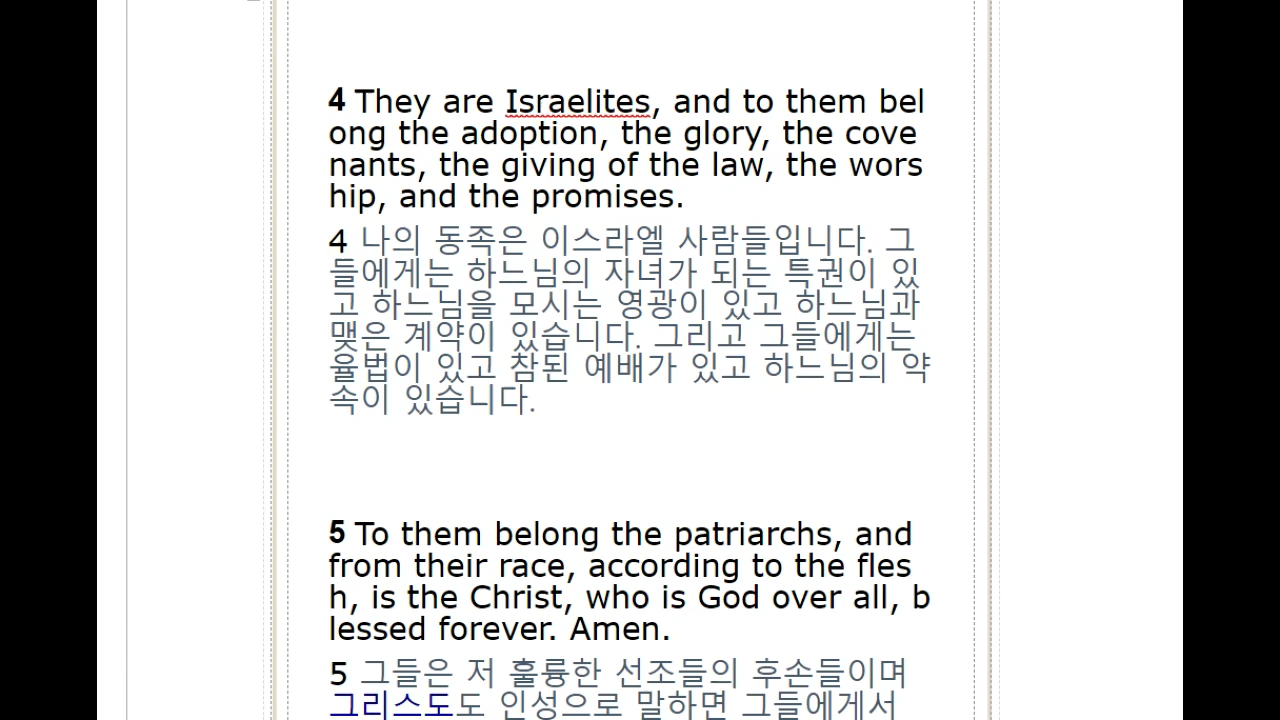 4 They are Israelites, and to them bel
ong the adoption, the glory, the cove
nants, the giving of the law, the wors
hip, and the promises.
4 나의 동족은 이스라엘 사람들입니다. 그
들에게는 하느님의 자녀가 되는 특권이 있
고 하느님을 모시는 영광이 있고 하느님과
맺은 계약이 있습니다. 그리고 그들에게는
율법이 있고 참된 예배가 있고 하느님의 약
속이 있습니다.
5 To them belong the patriarchs, and
from their race, according to the fles
h, is the Christ, who is God over all, b
lessed forever. Amen.
5 그들은 저 훌륭한 선조들의 후손들이며
그리스도도 인성으로 말하면 그들에게서